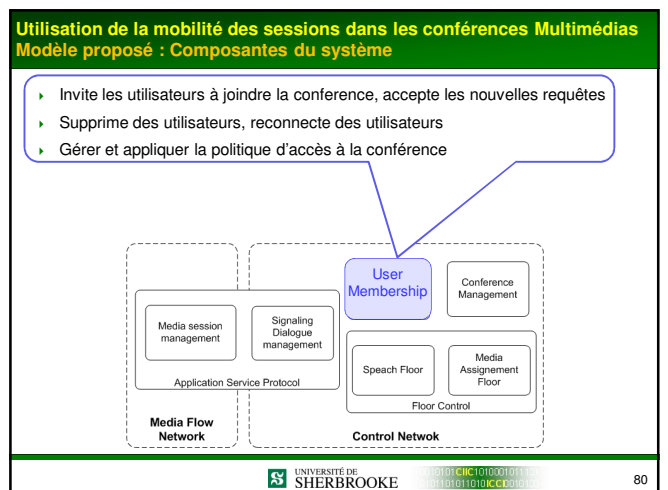 Utilisation de la mobilité des sessions dans les conférences Multimédias
Modèle proposé : Composantes du système
Invite les utilisateurs à joindre la conference, accepte les nouvelles requêtes
Supprime des utilisateurs, reconnecte des utilisateurs
Gérer et appliquer la politique d'accès à la conférence
User
Membership
Conference
Management
Media session
management
Signaling
Dialogue
management
Application Service Protocol
Speach Floor
Media
Assignement
Floor
Floor Control
Media Flow
Network
Control Netwok
UNIVERSITÉ DE
SHERBROOKE
CIIC
ICCI
80